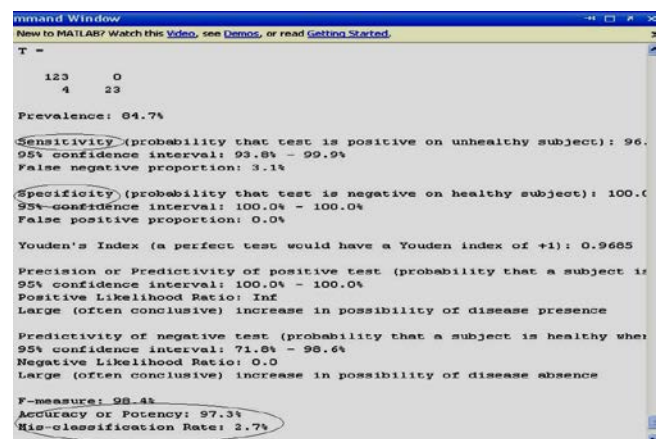 mmand Window
New to MATLAB? Watch this Video, see Demos, or read Getting Started.
T =
123 0
4 23
Prevalence: 84.7%
Sensitivity (probability that test is positive on unhealthy subject): 96.
95% confidence interval: 93.8% - 99.9%
False negative proportion: 3.1%
Specificity (probability that test is negative on healthy subject): 100.0
95% confidence interval: 100.0% - 100.0%
False positive proportion: 0.0%
Youden's Index (a perfect test would have a Youden index of +1): 0.9685
Precision or Predictivity of positive test (probability that a subject is
95% confidence interval: 100.0% - 100.0%
Positive Likelihood Ratio: Inf
Large (often conclusive) increase in possibility of disease presence
Predictivity of negative test (probability that a subject is healthy when
95% confidence interval: 71.8% - 98.6%
Negative Likelihood Ratio: 0.0
Large (often conclusive) increase in possibility of disease absence
F-measure: 98.4%
Accuracy or Potency: 97.3%
Mis-classification Rate: 2.7%